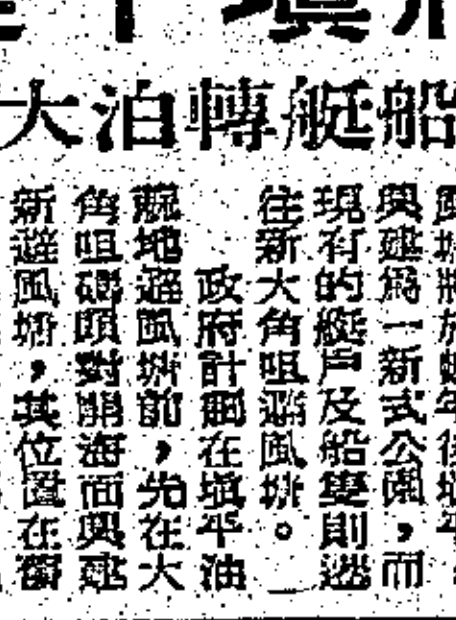 船艇轉泊大
興建為一新式公園，而
現有的艇戶及船隻則遷
往新大角咀避風塘。
政府計劃在填平油
蔴地避風塘前，先在大
角咀碼頭對開海面興建
新避風塘，其位置在